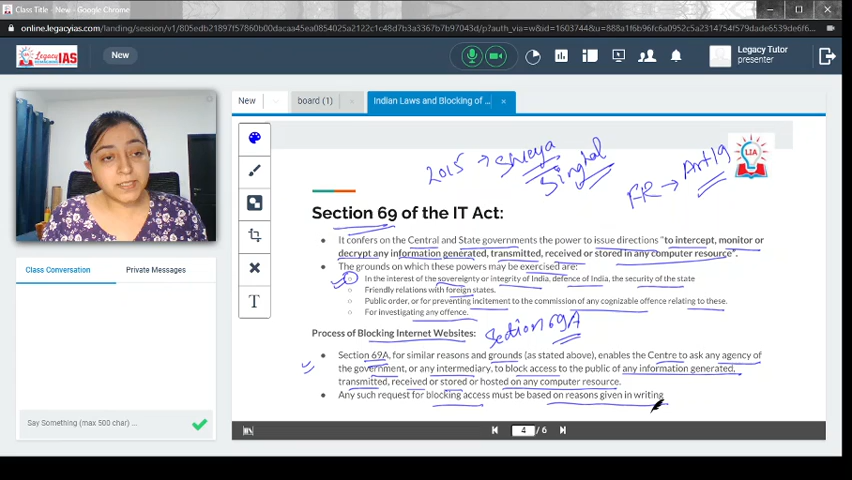 Class Title - New - Google Chrome
online.legacyias.com/landing/session/v1/
New
Legacy Tutor
presenter
New
board (1)
Indian Laws and Blocking of ...
2015 → Shreya
Singhal
FR → Art 19
LIA
Section 69 of the IT Act:
It confers on the Central and State governments the power to issue directions "to intercept, monitor or
decrypt any information generated, transmitted, received or stored in any computer resource".
The grounds on which these powers may be exercised are:
In the interest of the sovereignty or integrity of India, defence of India, the security of the state
Friendly relations with foreign states.
Public order, or for preventing incitement to the commission of any cognizable offence relating to these.
For investigating any offence.
Process of Blocking Internet Websites:
Section 69A
Section 69A, for similar reasons and grounds (as stated above), enables the Centre to ask any agency of
the government, or any intermediary, to block access to the public of any information generated,
transmitted, received or stored or hosted on any computer resource.
Any such request for blocking access must be based on reasons given in writing
Class Conversation
Private Messages
Say Something (max 500 char) ...
4 / 6